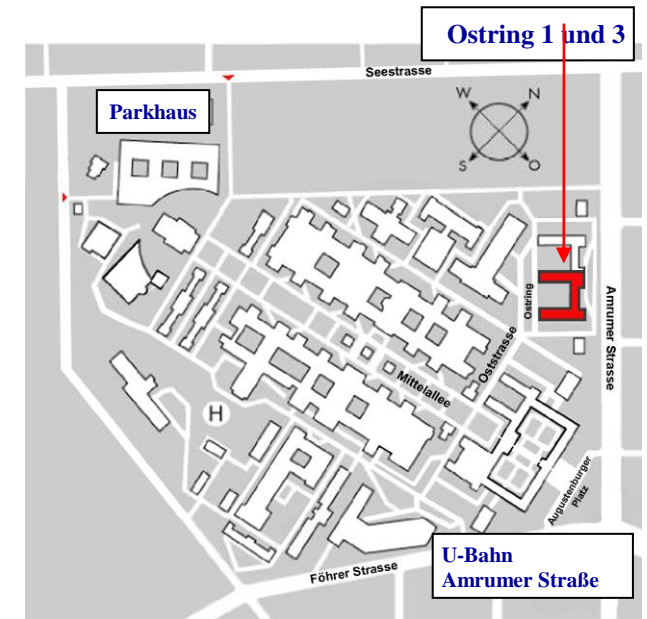 Ostring 1 und 3
Seestrasse
Parkhaus
W
N
S
O
Ostring
Amrumer Strasse
Oststrasse
Mittelallee
H
Augustenburger
Platz
U-Bahn
Amrumer Straße
Föhrer Strasse